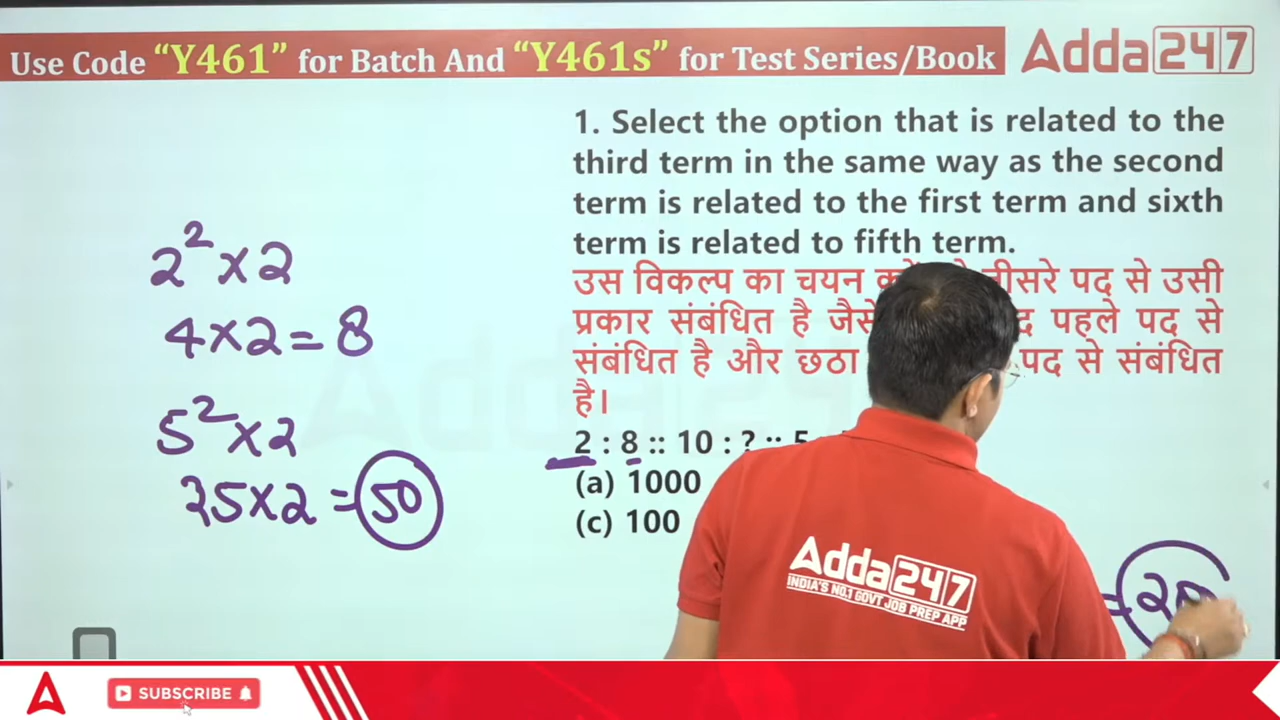 Use Code “Y461” for Batch And “Y461s” for Test Series/Book
Adda247
1. Select the option that is related to the
third term in the same way as the second
term is related to the first term and sixth
term is related to fifth term.
उस विकल्प का चयन तीसरे पद से उसी
प्रकार संबंधित है जैसे पहले पद से
संबंधित है और छठा पद से संबंधित
है।
2 : 8 :: 10 : ? :: 5
(a) 1000
(c) 100
2² × 2
4 × 2 = 8
5² × 2
25 × 2 = 50
Adda247
INDIA'S NO.1 GOVT JOB PREP APP
SUBSCRIBE